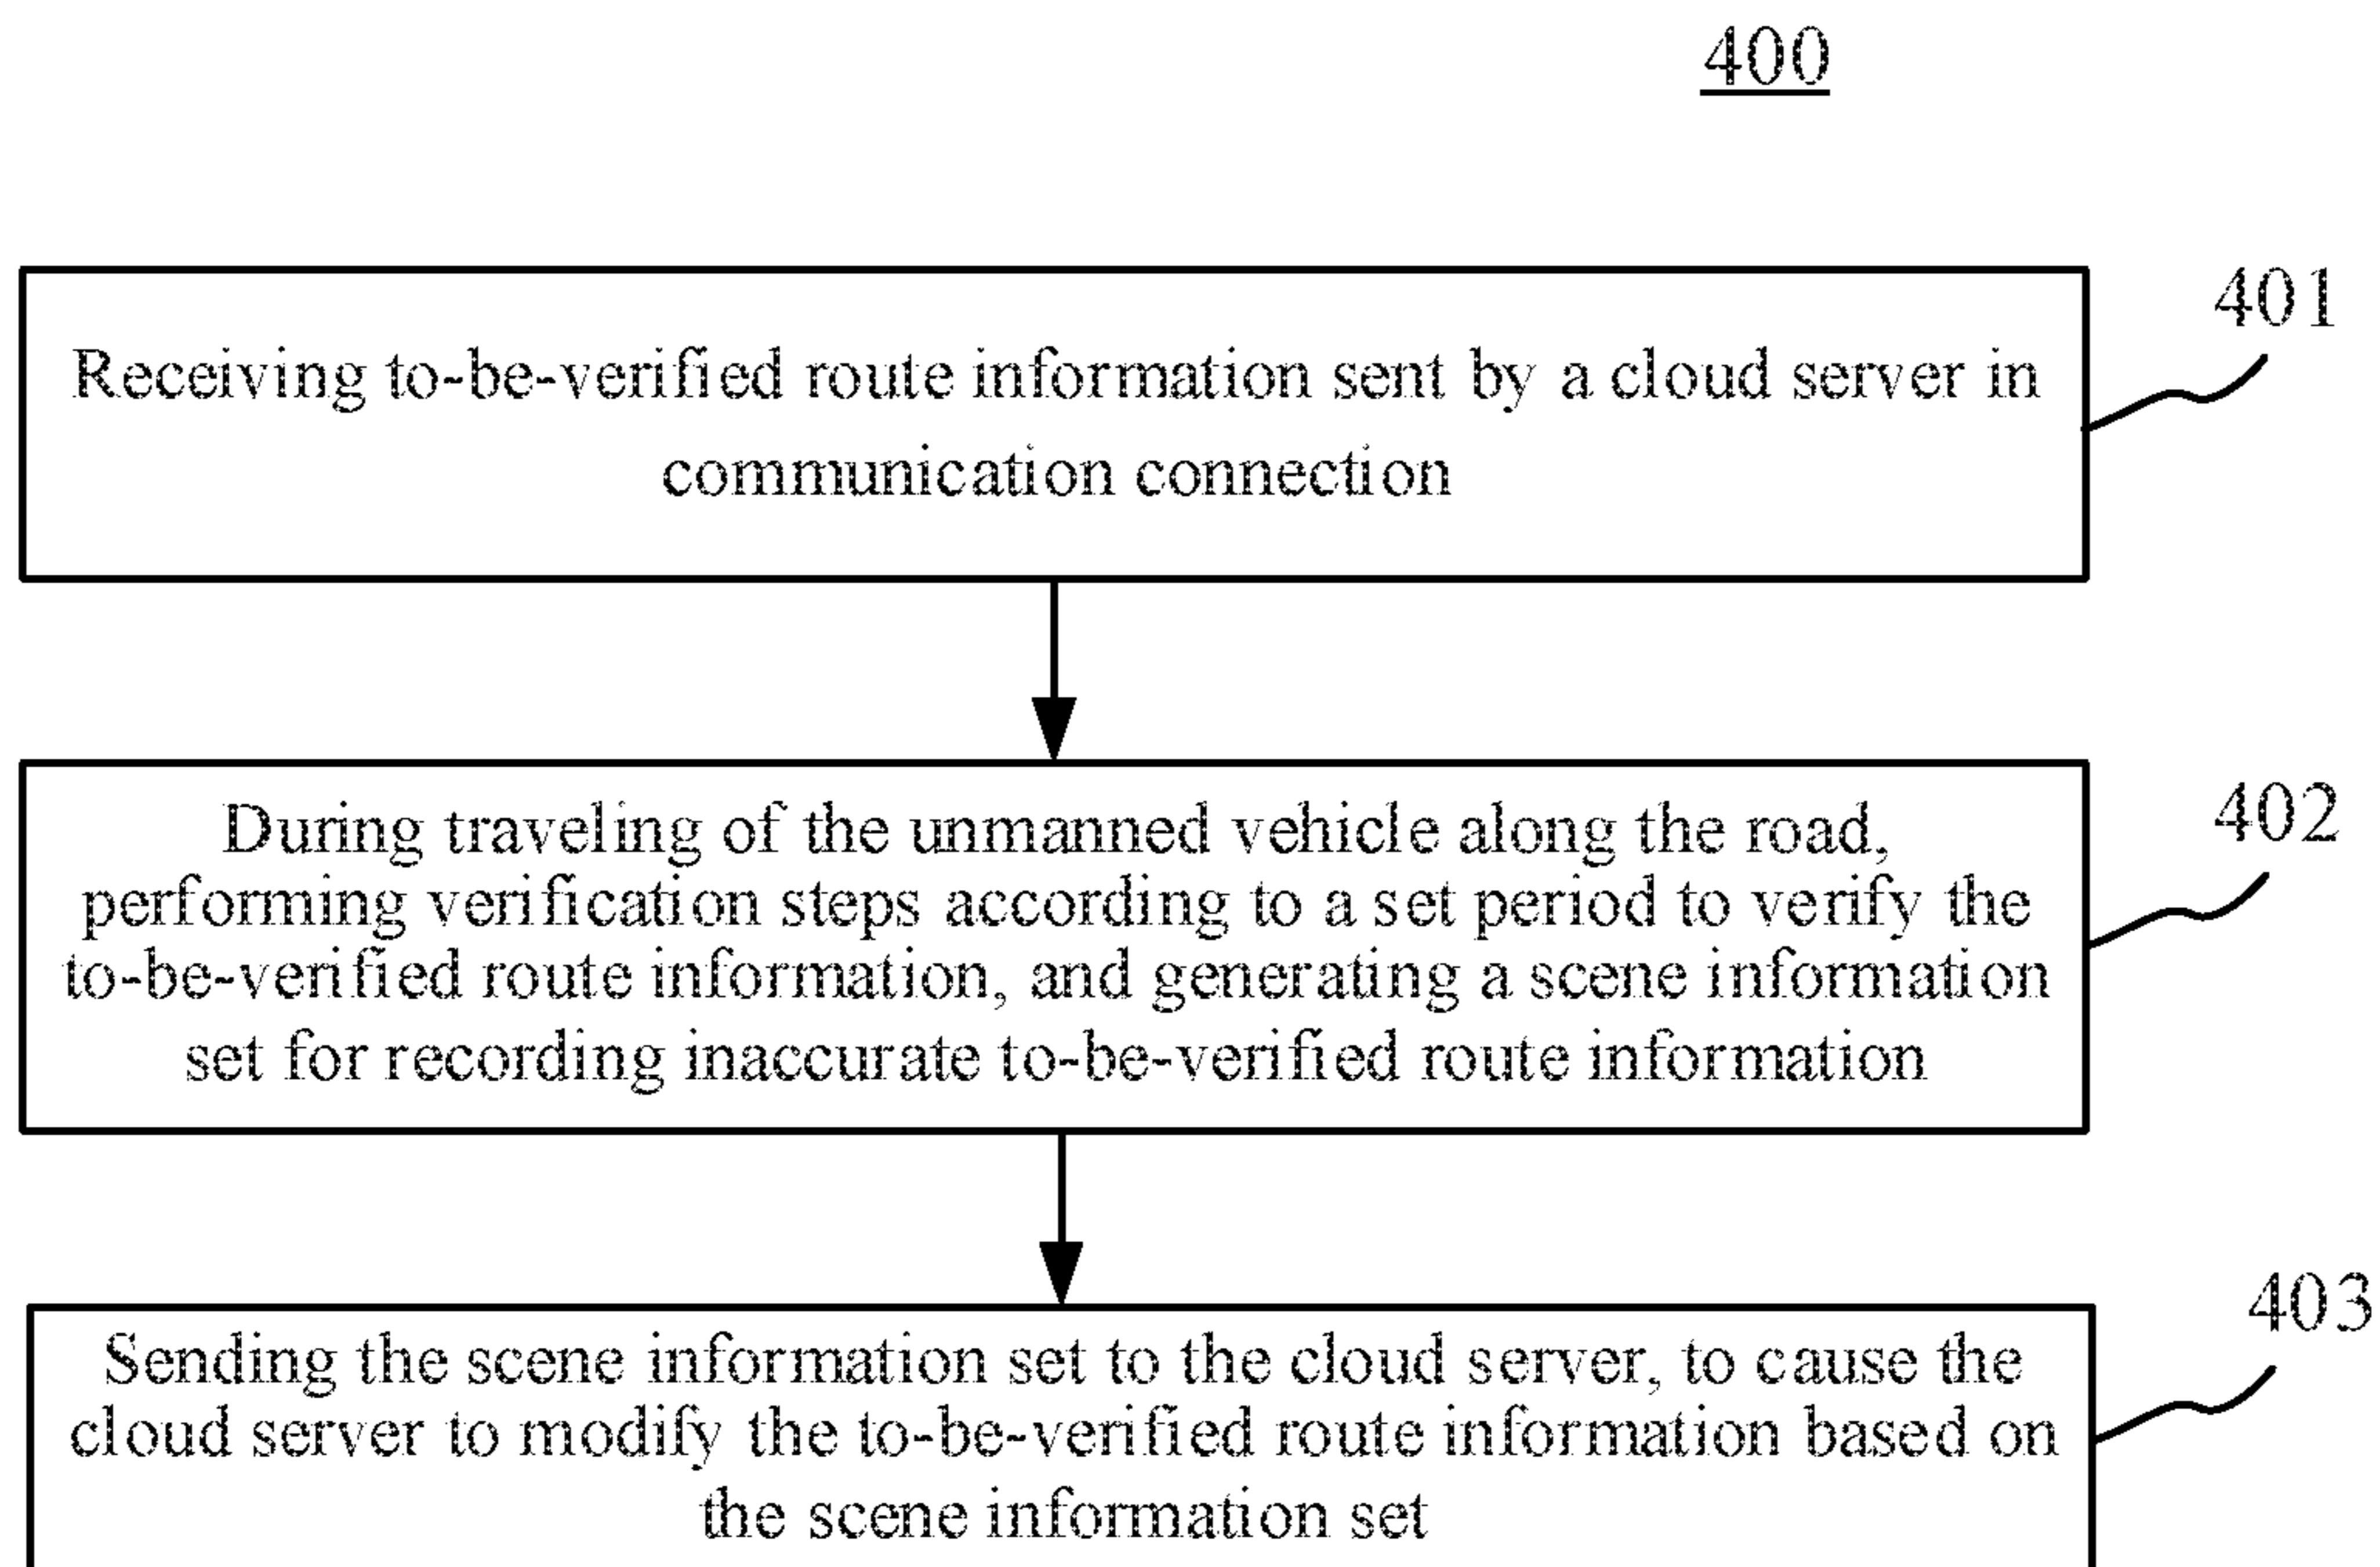 400
401
Receiving to-be-verified route information sent by a cloud server in
communication connection
402
During traveling of the unmanned vehicle along the road,
performing verification steps according to a set period to verify the
to-be-verified route information, and generating a scene information
set for recording inaccurate to-be-verified route information
403
Sending the scene information set to the cloud server, to cause the
cloud server to modify the to-be-verified route information based on
the scene information set